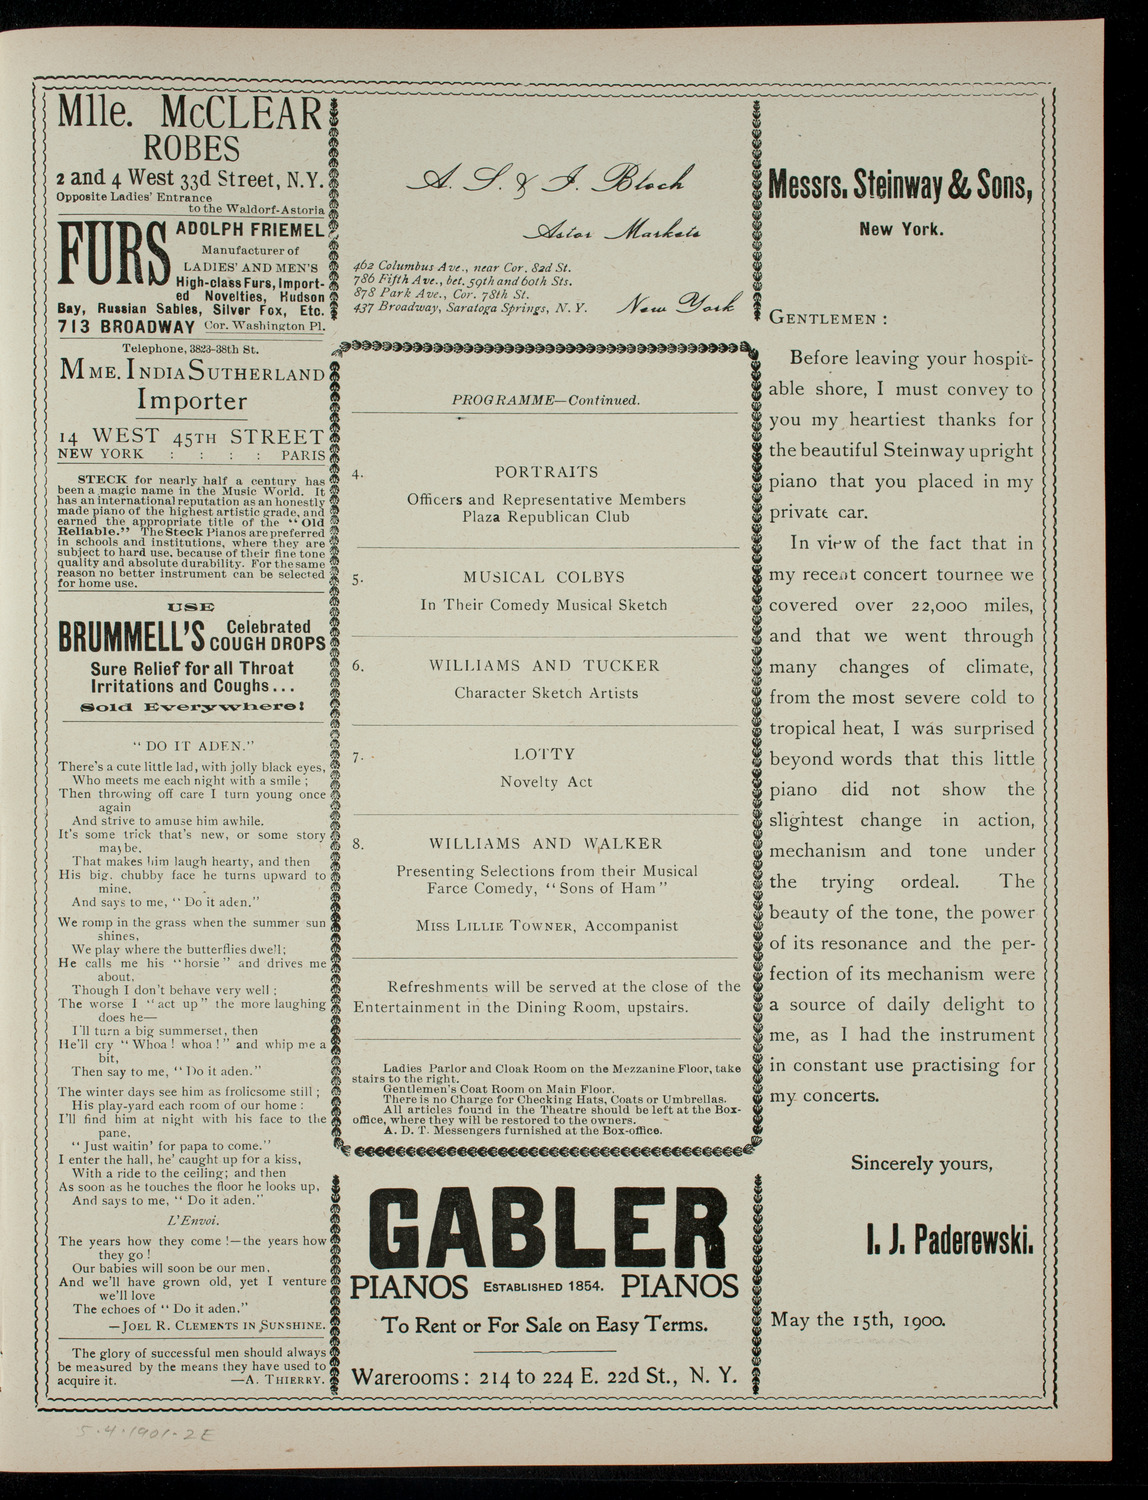 Mlle. McCLEAR
ROBES
2 and 4 West 33d Street, N.Y.
Opposite Ladies' Entrance
to the Waldorf-Astoria
FURS
ADOLPH FRIEMEL
Manufacturer of
LADIES' AND MEN'S
High-class Furs, Import-
ed Novelties, Hudson
Bay, Russian Sables, Silver Fox, Etc.
713 BROADWAY Cor. Washington Pl.
Telephone, 3823-38th St.
MME. INDIA SUTHERLAND
Importer
14 WEST 45TH STREET
NEW YORK : : : : PARIS
STECK for nearly half a century has
been a magic name in the Music World. It
has an international reputation as an honestly
made piano of the highest artistic grade, and
earned the appropriate title of the "Old
Reliable." The Steck Pianos are preferred
in schools and institutions, where they are
subject to hard use, because of their fine tone
quality and absolute durability. For the same
reason no better instrument can be selected
for home use.
USE
BRUMMELL'S Celebrated
COUGH DROPS
Sure Relief for all Throat
Irritations and Coughs...
Sold Everywhere!
"DO IT ADEN."
There's a cute little lad, with jolly black eyes,
Who meets me each night with a smile;
Then throwing off care I turn young once
again
And strive to amuse him awhile.
It's some trick that's new, or some story
maybe,
That makes him laugh hearty, and then
His big, chubby face he turns upward to
mine,
And says to me, "Do it aden."
We romp in the grass when the summer sun
shines,
We play where the butterflies dwell;
He calls me his "horsie" and drives me
about,
Though I don't behave very well;
The worse I "act up" the more laughing
does he—
I'll turn a big summerset, then
He'll cry "Whoa! whoa!" and whip me a
bit,
Then say to me, "Do it aden."
The winter days see him as frolicsome still;
His play-yard each room of our home:
I'll find him at night with his face to the
pane,
"Just waitin' for papa to come."
I enter the hall, he' caught up for a kiss,
With a ride to the ceiling; and then
As soon as he touches the floor he looks up,
And says to me, "Do it aden."
L'Envoi.
The years how they come!—the years how
they go!
Our babies will soon be our men,
And we'll have grown old, yet I venture
we'll love
The echoes of "Do it aden."
—JOEL R. CLEMENTS IN SUNSHINE.
The glory of successful men should always
be measured by the means they have used to
acquire it. —A. THIERRY.
A. S. & J. Bloch
Astor Markets
462 Columbus Ave., near Cor. 82d St.
786 Fifth Ave., bet. 59th and 60th Sts.
878 Park Ave., Cor. 78th St.
437 Broadway, Saratoga Springs, N. Y.
New York
PROGRAMME—Continued.
4. PORTRAITS
Officers and Representative Members
Plaza Republican Club
5. MUSICAL COLBYS
In Their Comedy Musical Sketch
6. WILLIAMS AND TUCKER
Character Sketch Artists
7. LOTTY
Novelty Act
8. WILLIAMS AND WALKER
Presenting Selections from their Musical
Farce Comedy, "Sons of Ham"
MISS LILLIE TOWNER, Accompanist
Refreshments will be served at the close of the
Entertainment in the Dining Room, upstairs.
Ladies Parlor and Cloak Room on the Mezzanine Floor, take
stairs to the right.
Gentlemen's Coat Room on Main Floor.
There is no Charge for Checking Hats, Coats or Umbrellas.
All articles found in the Theatre should be left at the Box-
office, where they will be restored to the owners.
A. D. T. Messengers furnished at the Box-office.
GABLER
PIANOS ESTABLISHED 1854. PIANOS
To Rent or For Sale on Easy Terms.
Warerooms: 214 to 224 E. 22d St., N. Y.
Messrs. Steinway & Sons,
New York.
GENTLEMEN:
Before leaving your hospit-
able shore, I must convey to
you my heartiest thanks for
the beautiful Steinway upright
piano that you placed in my
private car.
In view of the fact that in
my recent concert tournee we
covered over 22,000 miles,
and that we went through
many changes of climate,
from the most severe cold to
tropical heat, I was surprised
beyond words that this little
piano did not show the
slightest change in action,
mechanism and tone under
the trying ordeal. The
beauty of the tone, the power
of its resonance and the per-
fection of its mechanism were
a source of daily delight to
me, as I had the instrument
in constant use practising for
my concerts.
Sincerely yours,
I. J. Paderewski.
May the 15th, 1900.
5.4.1901-2E